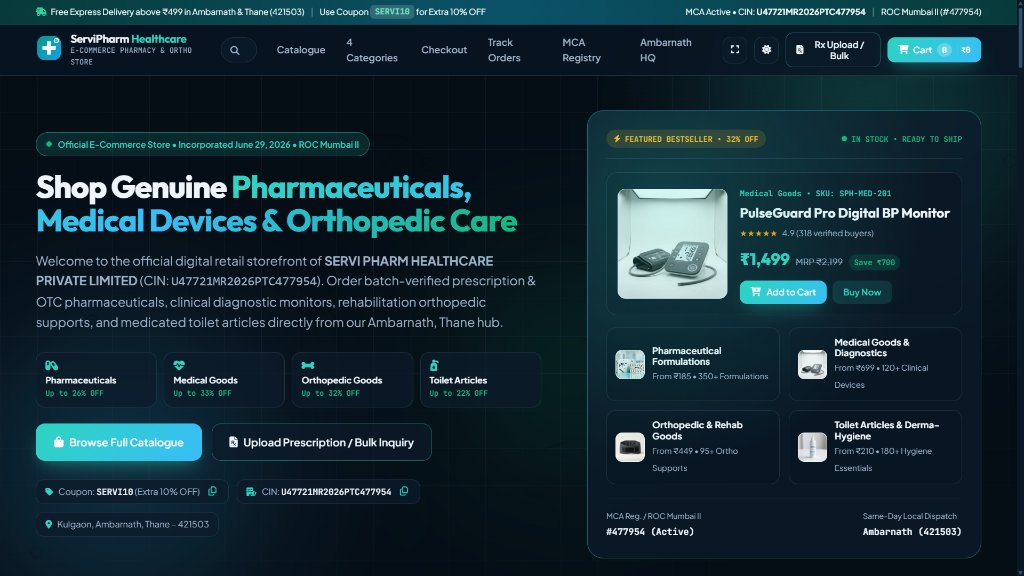 Free Express Delivery above ₹499 in Ambarnath & Thane (421503) | Use Coupon SERVI10 for Extra 10% OFF
MCA Active • CIN: U47721MR2026PTC477954 | ROC Mumbai II (#477954)
ServiPharm Healthcare
E-COMMERCE PHARMACY & ORTHO
STORE
Catalogue
4
Categories
Checkout
Track
Orders
MCA
Registry
Ambarnath
HQ
Rx Upload /
Bulk
Cart 0 ₹0
Official E-Commerce Store • Incorporated June 29, 2026 • ROC Mumbai II
Shop Genuine Pharmaceuticals,
Medical Devices & Orthopedic Care
Welcome to the official digital retail storefront of SERVI PHARM HEALTHCARE
PRIVATE LIMITED (CIN: U47721MR2026PTC477954). Order batch-verified prescription &
OTC pharmaceuticals, clinical diagnostic monitors, rehabilitation orthopedic
supports, and medicated toilet articles directly from our Ambarnath, Thane hub.
Pharmaceuticals
Up to 26% OFF
Medical Goods
Up to 33% OFF
Orthopedic Goods
Up to 32% OFF
Toilet Articles
Up to 22% OFF
Browse Full Catalogue
Upload Prescription / Bulk Inquiry
Coupon: SERVI10 (Extra 10% OFF)
CIN: U47721MR2026PTC477954
Kulgaon, Ambarnath, Thane – 421503
FEATURED BESTSELLER • 32% OFF
IN STOCK • READY TO SHIP
Medical Goods • SKU: SPH-MED-201
PulseGuard Pro Digital BP Monitor
★★★★★ 4.9 (318 verified buyers)
₹1,499 MRP ₹2,199 Save ₹700
Add to Cart
Buy Now
Pharmaceutical
Formulations
From ₹185 • 350+ Formulations
Medical Goods &
Diagnostics
From ₹699 • 120+ Clinical
Devices
Orthopedic & Rehab
Goods
From ₹449 • 95+ Ortho
Supports
Toilet Articles & Derma-
Hygiene
From ₹210 • 180+ Hygiene
Essentials
MCA Reg. / ROC Mumbai II
#477954 (Active)
Same-Day Local Dispatch
Ambarnath (421503)